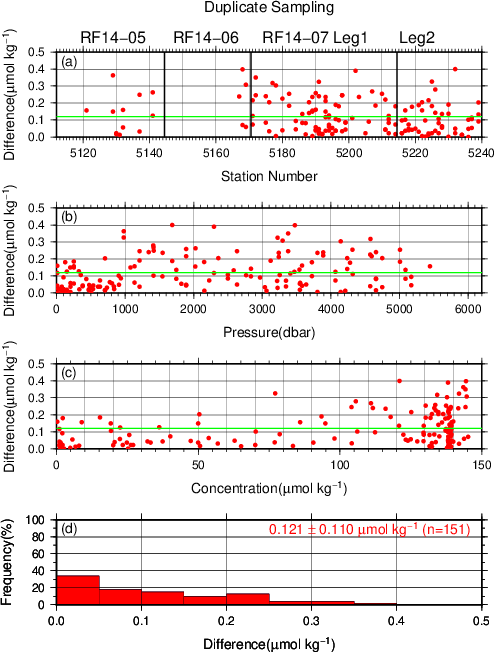 Duplicate Sampling
RF14−05 RF14−06 RF14−07 Leg1 Leg2
Difference(μmol kg⁻¹)
0.5
0.4
0.3
0.2
0.1
0.0
(a)
5120 5140 5160 5180 5200 5220 5240
Station Number
Difference(μmol kg⁻¹)
0.5
0.4
0.3
0.2
0.1
0.0
(b)
0 1000 2000 3000 4000 5000 6000
Pressure(dbar)
Difference(μmol kg⁻¹)
0.5
0.4
0.3
0.2
0.1
0.0
(c)
0 50 100 150
Concentration(μmol kg⁻¹)
Frequency(%)
100
80
60
40
20
0
(d)
0.121 ± 0.110 μmol kg⁻¹ (n=151)
0.0 0.1 0.2 0.3 0.4 0.5
Difference(μmol kg⁻¹)